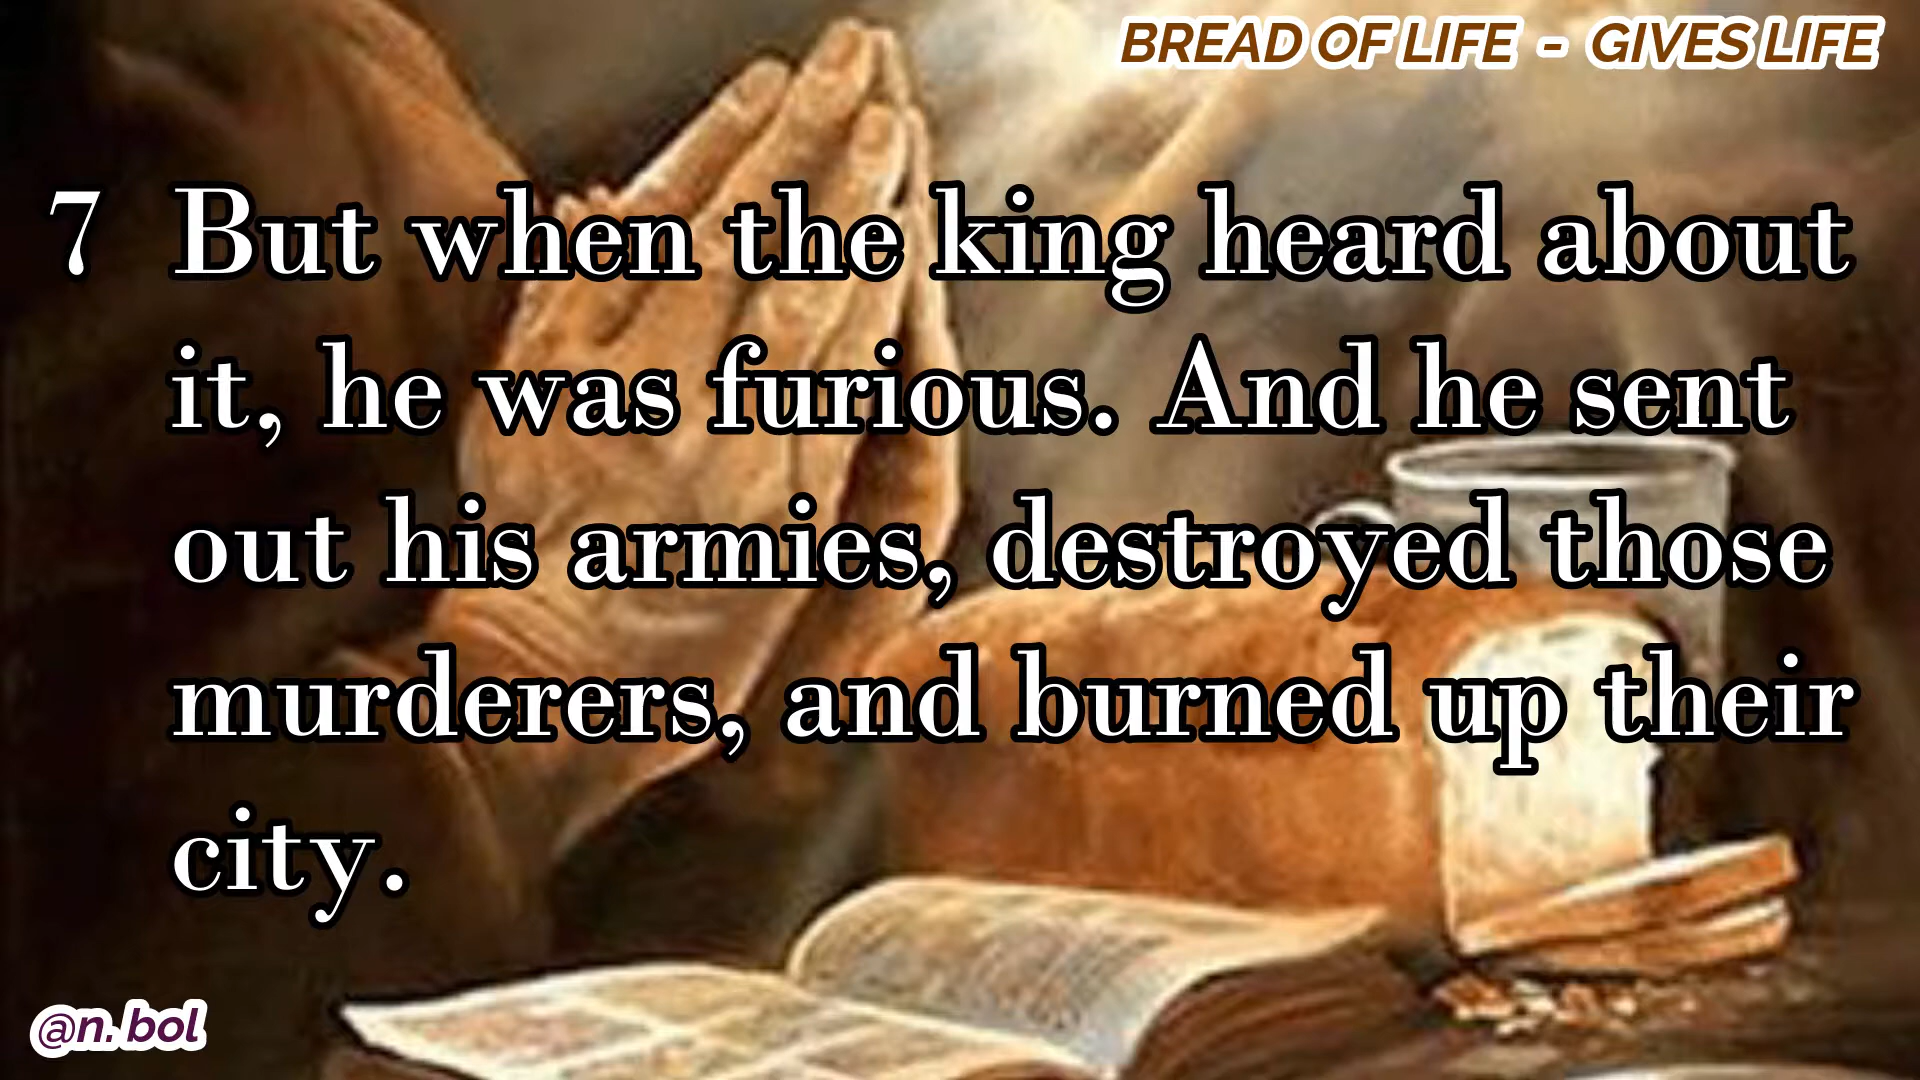 BREAD OF LIFE - GIVES LIFE
7 But when the king heard about
it, he was furious. And he sent
out his armies, destroyed those
murderers, and burned up their
city.
@n. bol